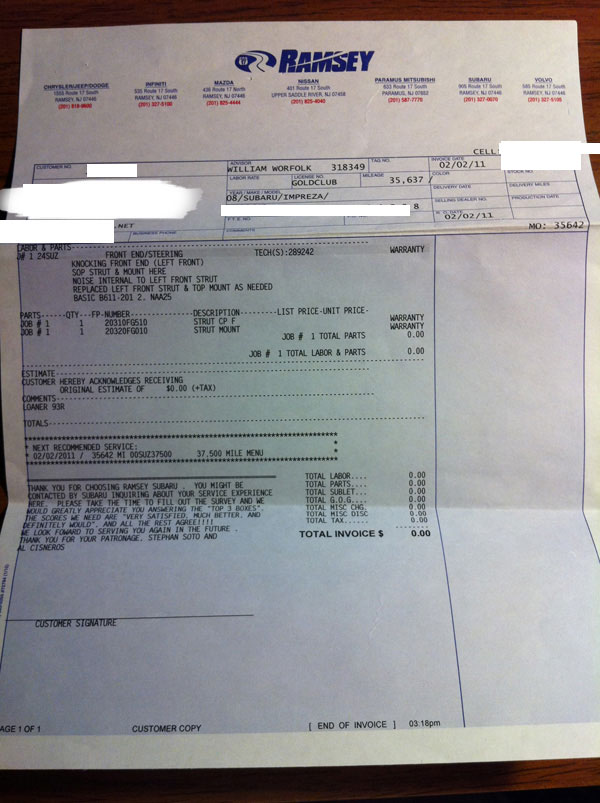 RAMSEY
CHRYSLER/JEEP/DODGE
1555 Route 17 South
RAMSEY, NJ 07446
(201) 818-9600
INFINITI
535 Route 17 South
RAMSEY, NJ 07446
(201) 327-5100
MAZDA
436 Route 17 North
RAMSEY, NJ 07446
(201) 825-4444
NISSAN
401 Route 17 South
UPPER SADDLE RIVER, NJ 07458
(201) 825-4040
PARAMUS MITSUBISHI
633 Route 17 South
PARAMUS, NJ 07652
(201) 587-7770
SUBARU
905 Route 17 South
RAMSEY, NJ 07446
(201) 327-0070
VOLVO
585 Route 17 South
RAMSEY, NJ 07446
(201) 327-5100
CELL:
CUSTOMER NO.
ADVISOR
WILLIAM WORFOLK 318349
TAG NO.
INVOICE DATE
02/02/11
STOCK NO.
LABOR RATE
LICENSE NO.
GOLDCLUB
MILEAGE
35,637 /
COLOR
YEAR / MAKE / MODEL
08/SUBARU/IMPREZA/
DELIVERY DATE
DELIVERY MILES
8
SELLING DEALER NO.
PRODUCTION DATE
F.T.E. NO.
R. O. DATE
02/02/11
.NET
BUSINESS PHONE
COMMENTS
MO: 35642
LABOR & PARTS
J# 1 24SUZ FRONT END/STEERING TECH(S):289242 WARRANTY
KNOCKING FRONT END (LEFT FRONT)
SOP STRUT & MOUNT HERE
NOISE INTERNAL TO LEFT FRONT STRUT
REPLACED LEFT FRONT STRUT & TOP MOUNT AS NEEDED
BASIC B611-201 2. NAA25
PARTS------QTY---FP-NUMBER---------------DESCRIPTION---------LIST PRICE-UNIT PRICE-
JOB # 1 1 20310FG510 STRUT CP F WARRANTY
JOB # 1 1 20320FG010 STRUT MOUNT WARRANTY
JOB # 1 TOTAL PARTS 0.00
JOB # 1 TOTAL LABOR & PARTS 0.00
ESTIMATE
CUSTOMER HEREBY ACKNOWLEDGES RECEIVING
ORIGINAL ESTIMATE OF $0.00 (+TAX)
COMMENTS
LOANER 93R
TOTALS
* NEXT RECOMMENDED SERVICE: *
* 02/02/2011 / 35642 MI 00SUZ37500 37,500 MILE MENU *
THANK YOU FOR CHOOSING RAMSEY SUBARU . YOU MIGHT BE
CONTACTED BY SUBARU INQUIRING ABOUT YOUR SERVICE EXPERIENCE
HERE. PLEASE TAKE THE TIME TO FILL OUT THE SURVEY AND WE
WOULD GREATLY APPRECIATE YOU ANSWERING THE "TOP 3 BOXES".
THE SCORES WE NEED ARE "VERY SATISFIED, MUCH BETTER, AND
DEFINITELY WOULD". AND ALL THE REST AGREE!!!!
WE LOOK FOWARD TO SERVING YOU AGAIN IN THE FUTURE .
THANK YOU FOR YOUR PATRONAGE. STEPHAN SOTO AND
AL CISNEROS
TOTAL LABOR.... 0.00
TOTAL PARTS.... 0.00
TOTAL SUBLET... 0.00
TOTAL G.O.G.... 0.00
TOTAL MISC CHG. 0.00
TOTAL MISC DISC 0.00
TOTAL TAX...... 0.00
TOTAL INVOICE $ 0.00
CUSTOMER SIGNATURE
AGE 1 OF 1
CUSTOMER COPY
[ END OF INVOICE ] 03:18pm